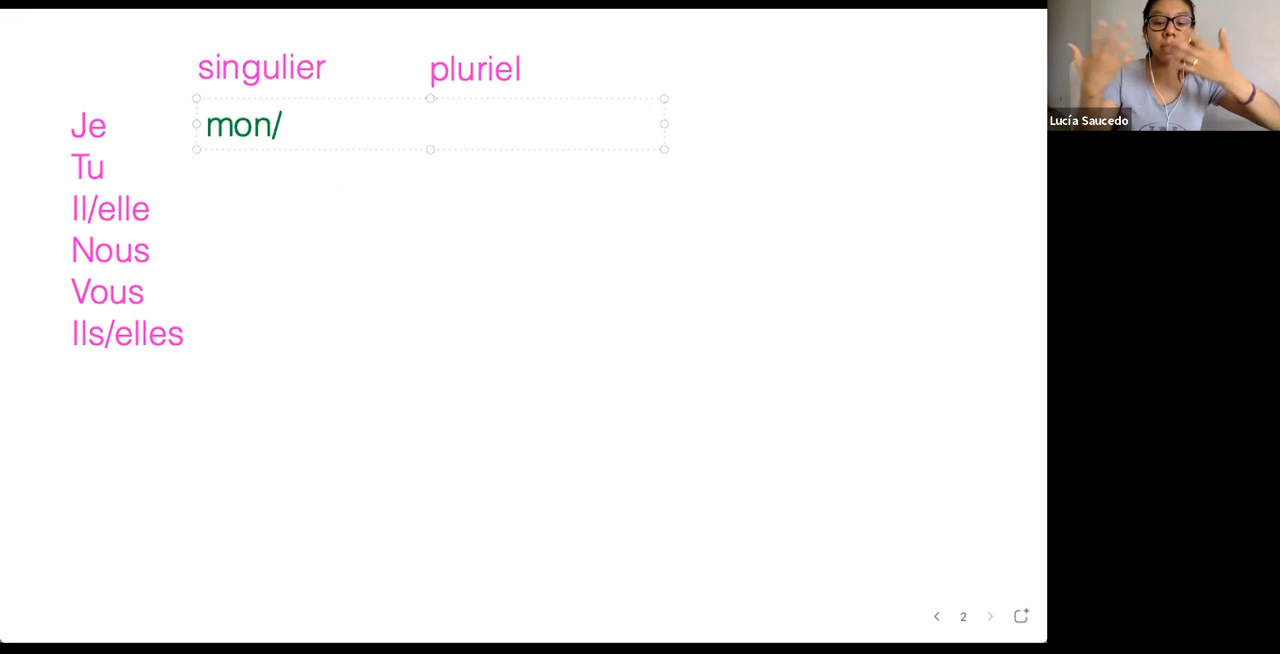 singulier pluriel
Je mon/
Tu
Il/elle
Nous
Vous
Ils/elles
Lucía Saucedo
2